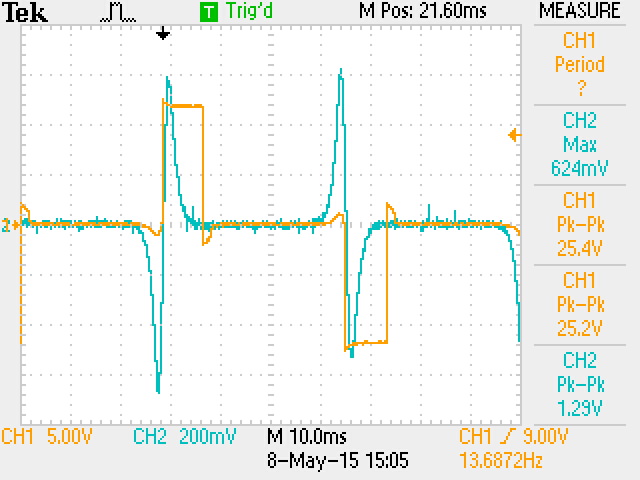 Tek T Trig'd M Pos: 21.60ms MEASURE
CH1
Period
?
CH2
Max
624mV
CH1
Pk-Pk
25.4V
CH1
Pk-Pk
25.2V
CH2
Pk-Pk
1.29V
CH1 5.00V CH2 200mV M 10.0ms CH1 9.00V
8-May-15 15:05 13.6872Hz